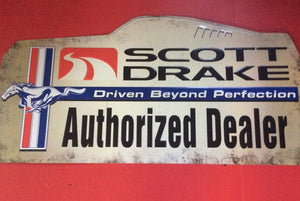 SCOTT
DRAKE
Driven Beyond Perfection
Authorized Dealer